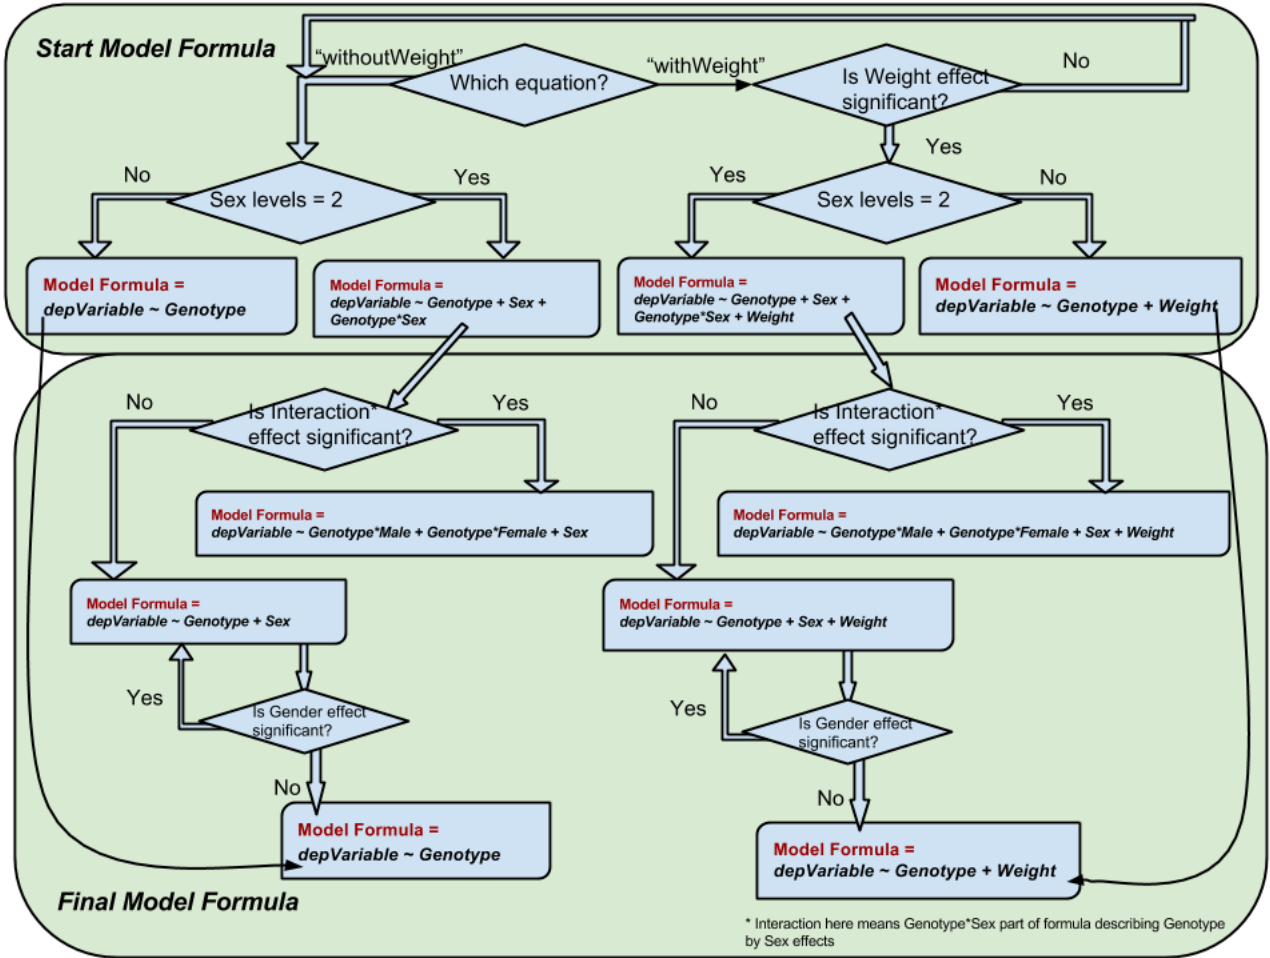 Start Model Formula
“withoutWeight”
Which equation?
“withWeight”
Is Weight effect
significant?
No
Yes
No
Sex levels = 2
Yes
Yes
Sex levels = 2
No
Model Formula =
depVariable ~ Genotype
Model Formula =
depVariable ~ Genotype + Sex +
Genotype*Sex
Model Formula =
depVariable ~ Genotype + Sex +
Genotype*Sex + Weight
Model Formula =
depVariable ~ Genotype + Weight
No
Is Interaction*
effect significant?
Yes
No
Is Interaction*
effect significant?
Yes
Model Formula =
depVariable ~ Genotype*Male + Genotype*Female + Sex
Model Formula =
depVariable ~ Genotype*Male + Genotype*Female + Sex + Weight
Model Formula =
depVariable ~ Genotype + Sex
Model Formula =
depVariable ~ Genotype + Sex + Weight
Yes
Is Gender effect
significant?
Yes
Is Gender effect
significant?
No
No
Model Formula =
depVariable ~ Genotype
Model Formula =
depVariable ~ Genotype + Weight
Final Model Formula
* Interaction here means Genotype*Sex part of formula describing Genotype
by Sex effects